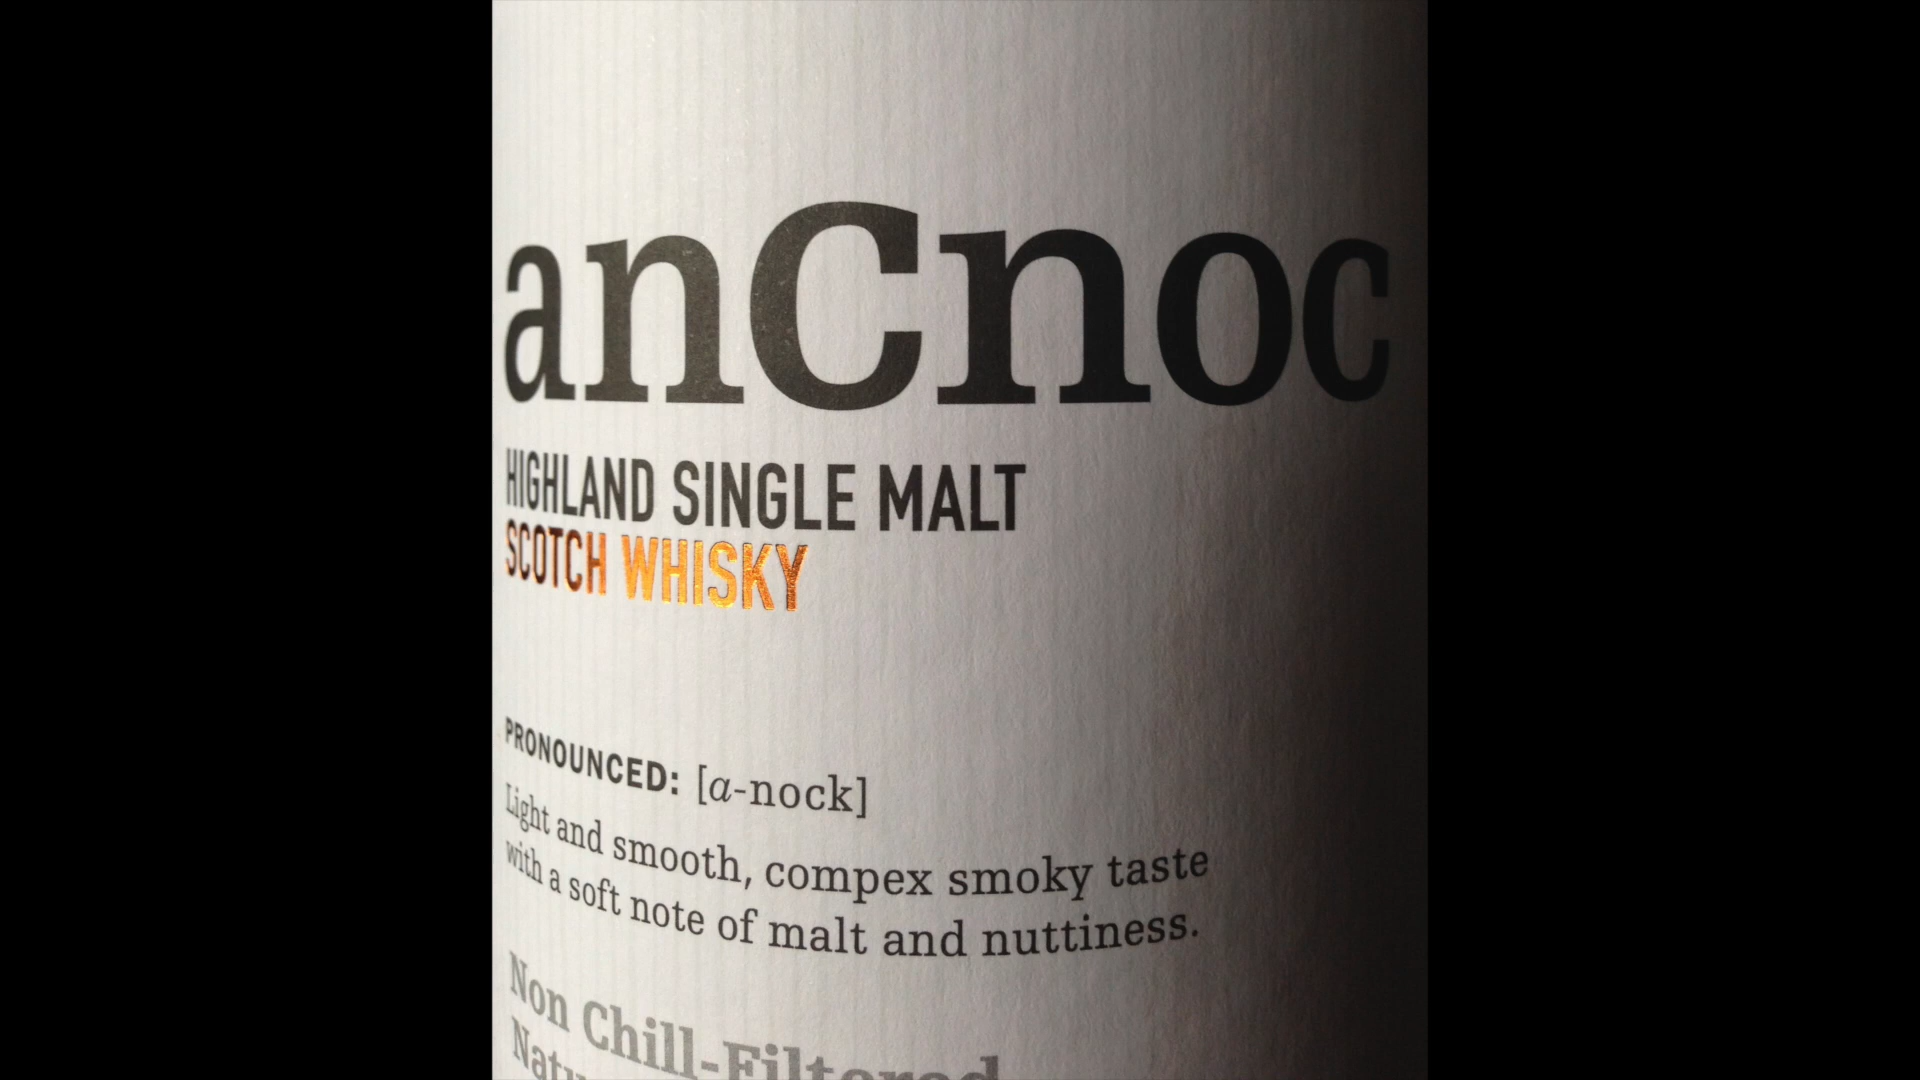 anCnoc
HIGHLAND SINGLE MALT
SCOTCH WHISKY
PRONOUNCED: [a-nock]
Light and smooth, compex smoky taste
with a soft note of malt and nuttiness.
Non Chill-Filtered